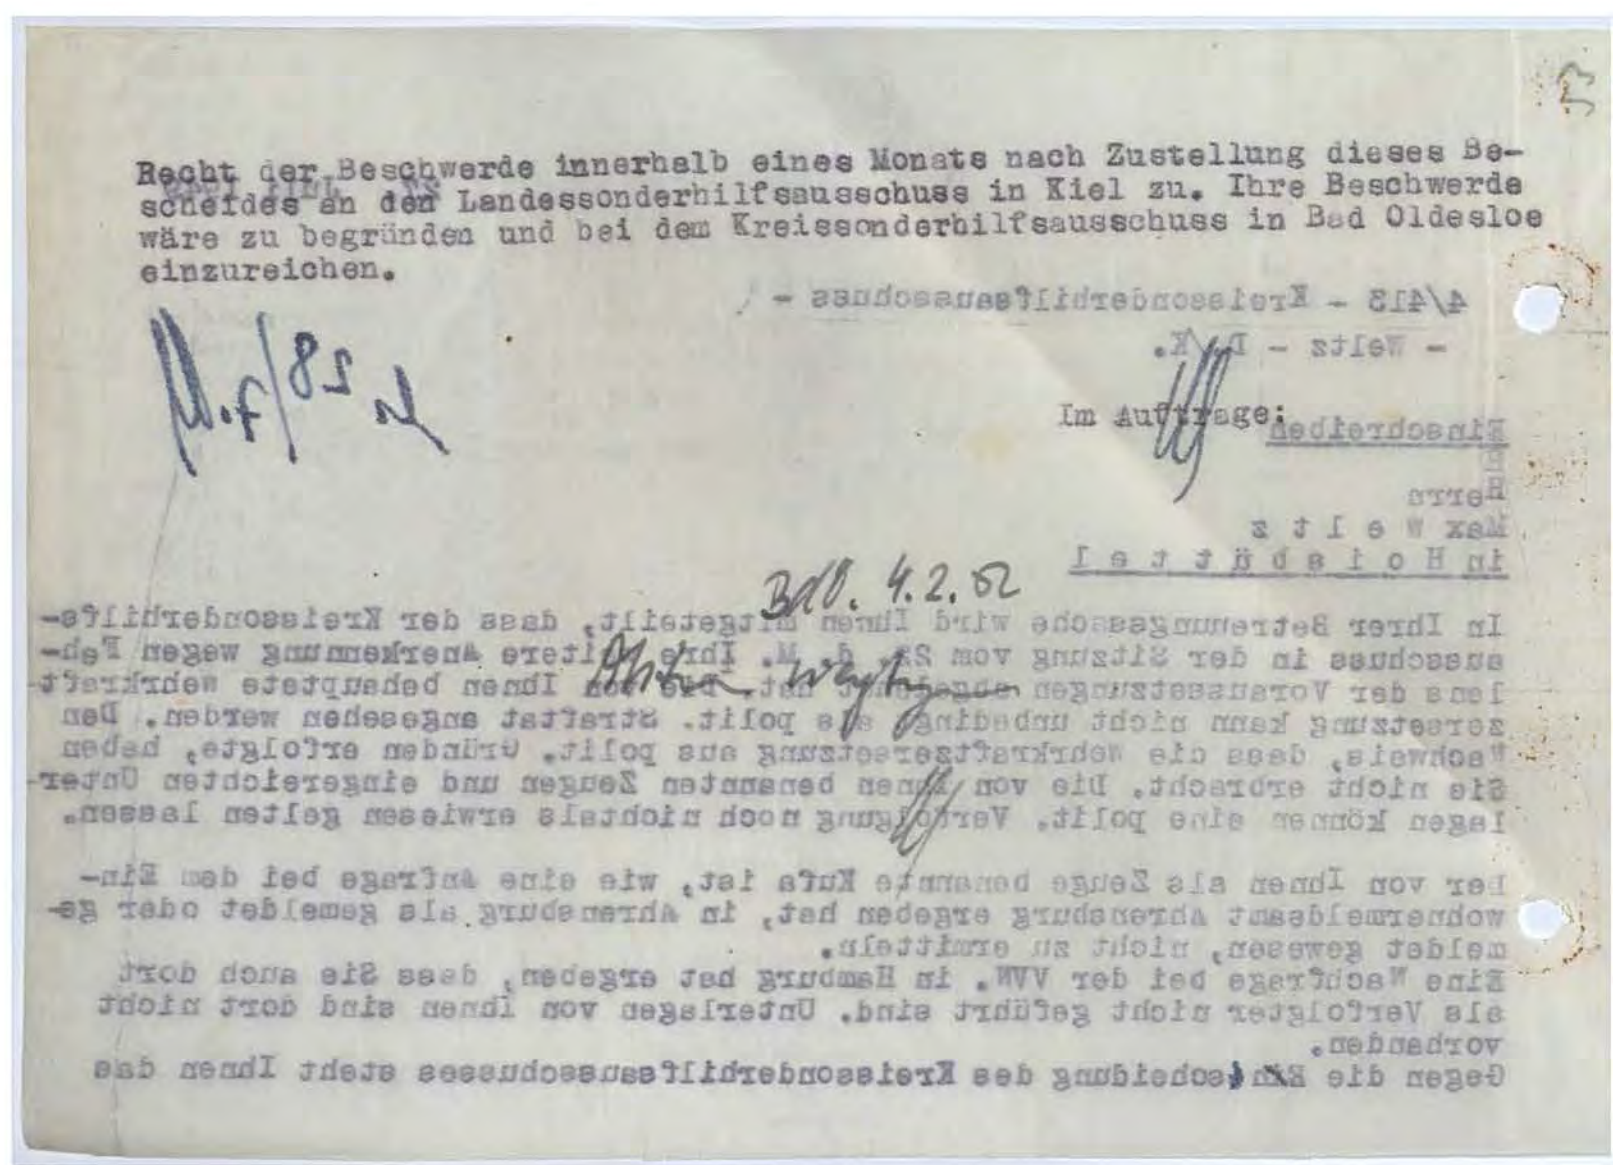 Recht der Beschwerde innerhalb eines Monats nach Zustellung dieses Be-
scheides an den Landessonderhilfsausschuss in Kiel zu. Ihre Beschwerde
wäre zu begründen und bei dem Kreissonderhilfsausschuss in Bad Oldesloe
einzureichen.
4/413 - Kreissonderhilfsausschuss -
- Weltz - D./K.
Im Auftrage:
Einschreiben
Herrn
Max W e l t z
in H o i s b ü t t e l
28/7.
BdO. 4.2.52
In Ihrer Betreuungssache wird Ihnen mitgeteilt, dass der Kreissonderhilfs-
ausschuss in der Sitzung vom d. M. Ihre weitere Anerkennung wegen Feh-
lens der Voraussetzungen abgelehnt hat. Die von Ihnen behauptete Wehrkraft-
zersetzung kann nicht unbedingt als polit. Straftat angesehen werden. Den
Nachweis, dass die Wehrkraftzersetzung aus polit. Gründen erfolgte, haben
Sie nicht erbracht. Die von Ihnen benannten Zeugen und eingereichten Unter-
lagen können eine polit. Verfolgung noch nicht als erwiesen gelten lassen.
Der von Ihnen als Zeuge benannte ist, wie eine Anfrage bei dem Ein-
wohnermeldeamt Ahrensburg ergeben hat, in Ahrensburg als gemeldet oder ge-
meldet gewesen, nicht zu ermitteln.
Eine Nachfrage bei der VVN. in Hamburg hat ergeben, dass Sie auch dort
als Verfolgter nicht geführt sind. Unterlagen von Ihnen sind dort nicht
vorhanden.
Gegen die Entscheidung des Kreissonderhilfsausschusses steht Ihnen das